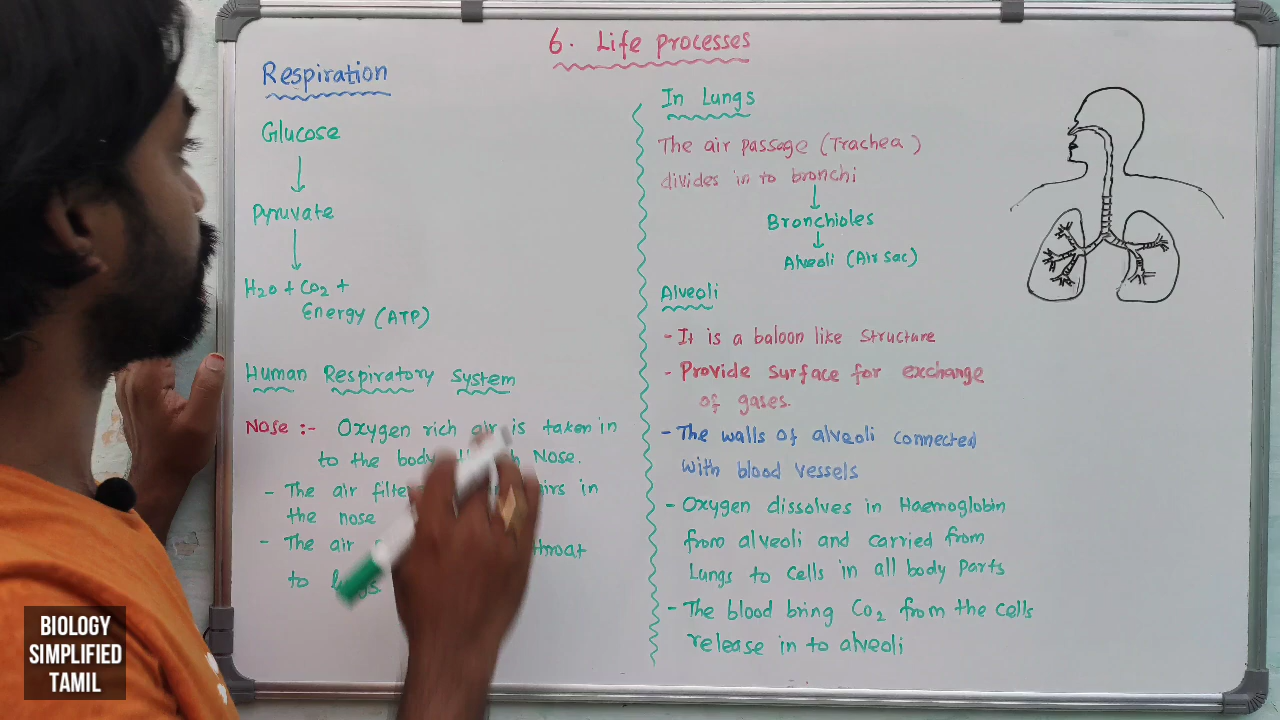 6. Life processes
Respiration
Glucose
Pyruvate
H2O + CO2 +
Energy (ATP)
Human Respiratory System
Nose :- Oxygen rich air is taken in
to the body Nose.
- The air in
the nose
- The air throat
to
In Lungs
The air passage (Trachea)
divides in to bronchi
Bronchioles
Alveoli (Air sac)
Alveoli
- It is a baloon like structure
- Provide surface for exchange
of gases.
- The walls of alveoli connected
with blood vessels
- Oxygen dissolves in Haemoglobin
from alveoli and carried from
Lungs to cells in all body parts
- The blood bring CO2 from the cells
release in to alveoli
BIOLOGY
SIMPLIFIED
TAMIL